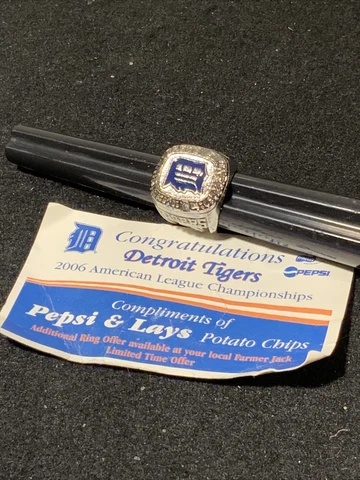 Congratulations
Detroit Tigers
2006 American League Championships
PEPSI
Compliments of
Pepsi & Lays Potato Chips
Additional Ring Offer available at your local Farmer Jack
Limited Time Offer